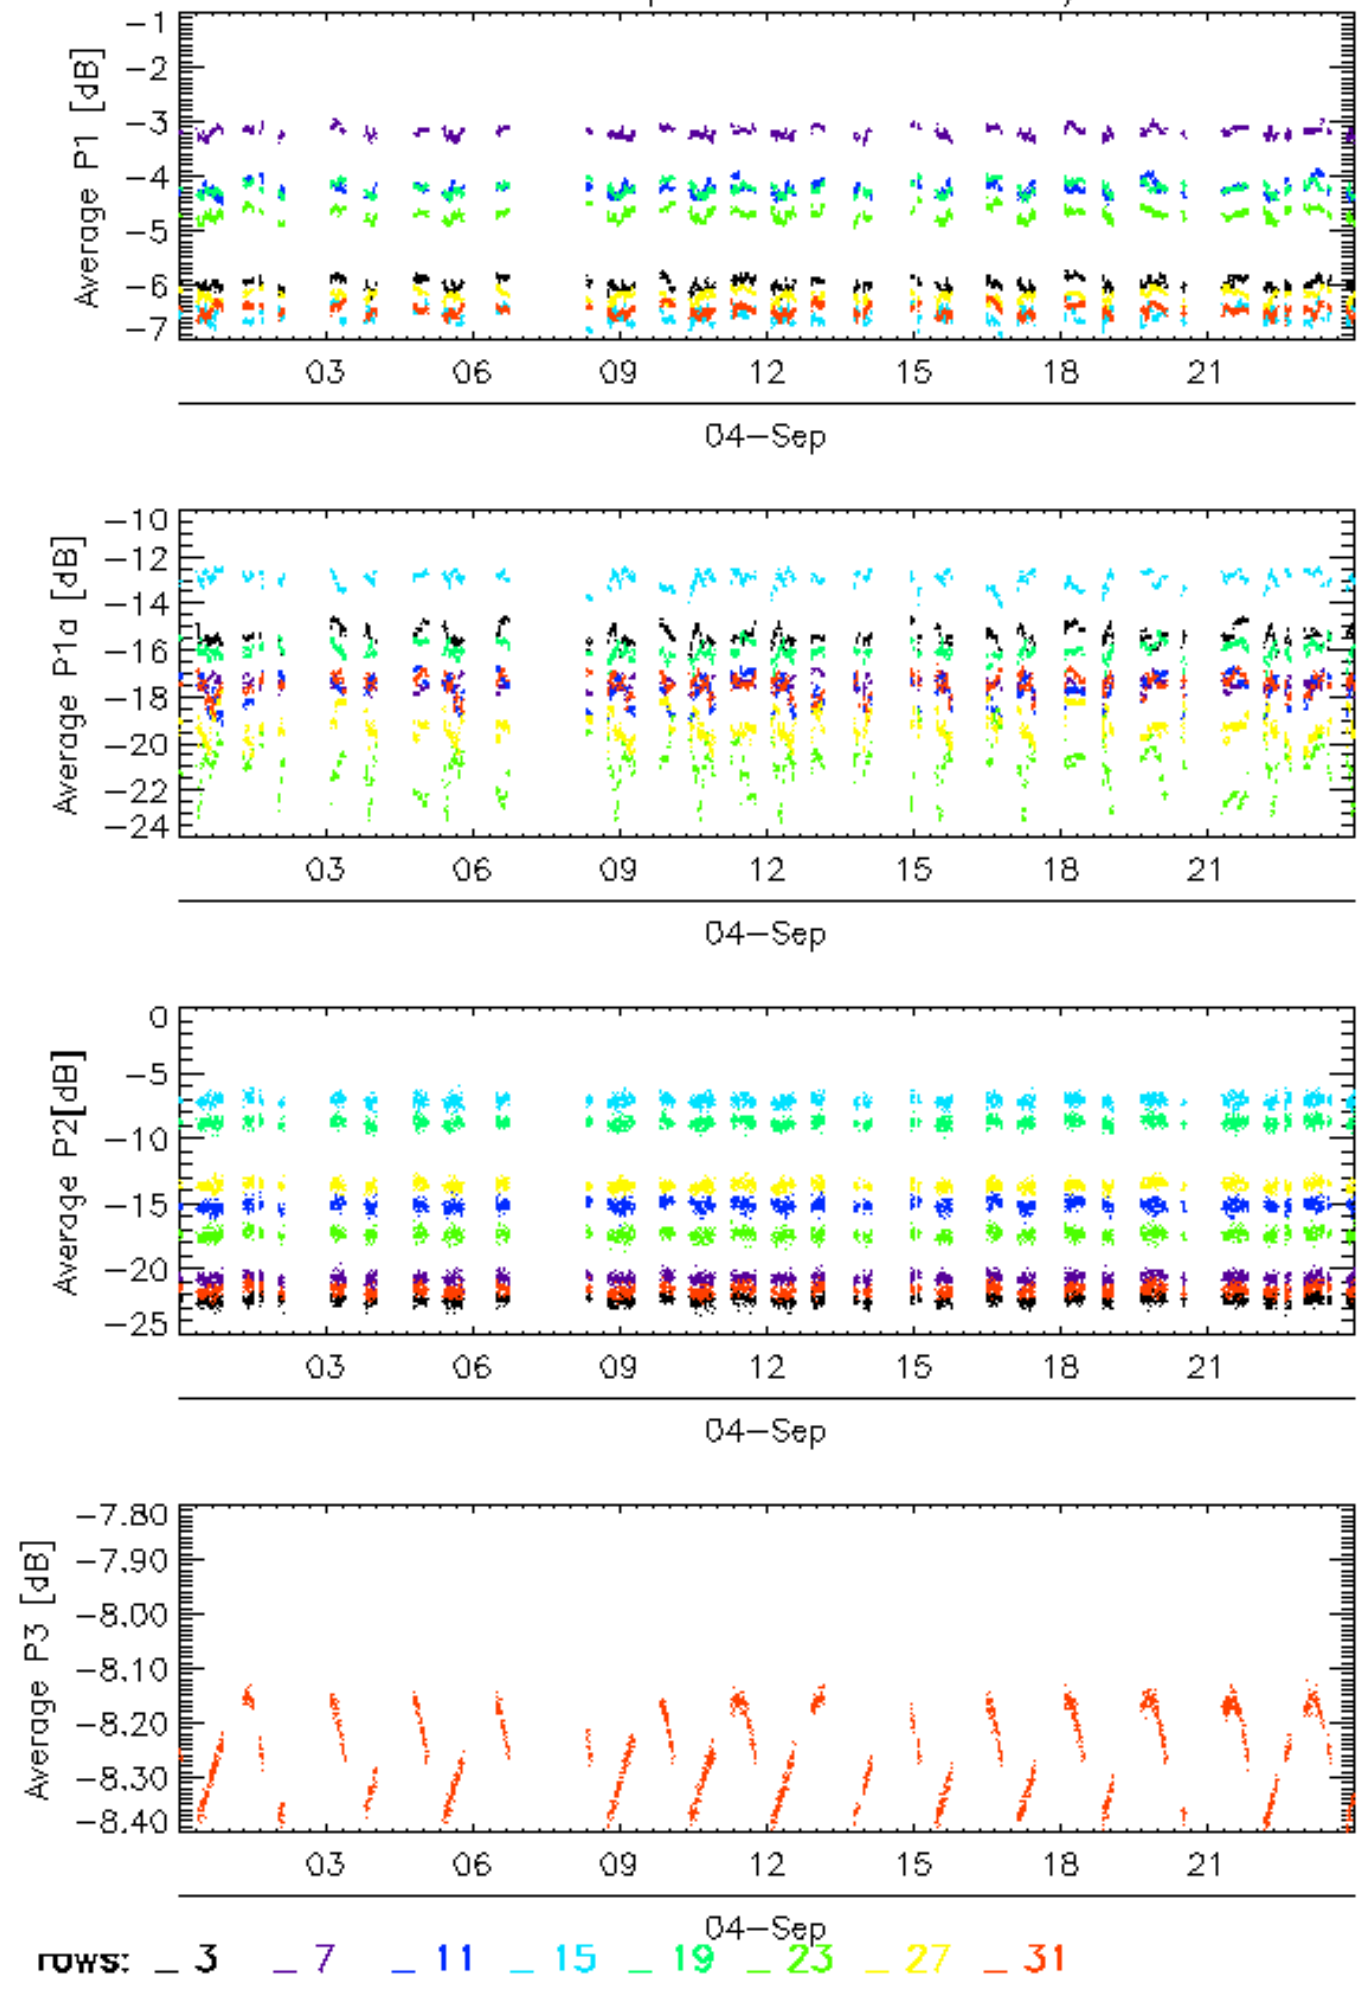 Average P1 [dB]
-1
-2
-3
-4
-5
-6
-7
03 06 09 12 15 18 21
04-Sep
Average P1a [dB]
-10
-12
-14
-16
-18
-20
-22
-24
03 06 09 12 15 18 21
04-Sep
Average P2[dB]
0
-5
-10
-15
-20
-25
03 06 09 12 15 18 21
04-Sep
Average P3 [dB]
-7.80
-7.90
-8.00
-8.10
-8.20
-8.30
-8.40
03 06 09 12 15 18 21
04-Sep
rows: _ 3 _ 7 _ 11 _ 15 _ 19 _ 23 _ 27 _ 31